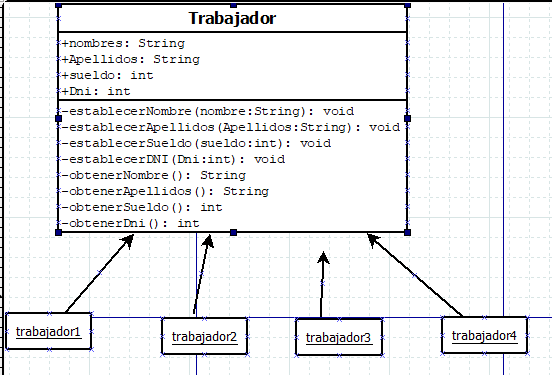 Trabajador
+nombres: String
+Apellidos: String
+sueldo: int
+Dni: int
-establecerNombre(nombre:String): void
-establecerApellidos(Apellidos:String): void
-establecerSueldo(sueldo:int): void
-establecerDNI(Dni:int): void
-obtenerNombre(): String
-obtenerApellidos(): String
-obtenerSueldo(): int
-obtenerDni(): int
trabajador1
trabajador2
trabajador3
trabajador4